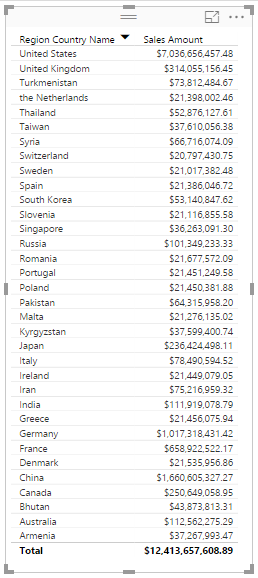 Region Country Name Sales Amount
United States $7,036,656,457.48
United Kingdom $314,055,156.45
Turkmenistan $73,812,484.67
the Netherlands $21,398,002.46
Thailand $52,876,127.61
Taiwan $37,610,056.38
Syria $66,716,074.09
Switzerland $20,797,430.75
Sweden $21,017,382.48
Spain $21,386,046.72
South Korea $53,140,847.62
Slovenia $21,116,855.58
Singapore $36,263,091.30
Russia $101,349,233.33
Romania $21,677,572.09
Portugal $21,451,249.58
Poland $21,450,381.88
Pakistan $64,315,958.20
Malta $21,276,135.02
Kyrgyzstan $37,599,400.74
Japan $236,424,498.11
Italy $78,490,594.52
Ireland $21,449,079.05
Iran $75,216,959.32
India $111,919,078.79
Greece $21,456,075.94
Germany $1,017,318,431.42
France $658,922,522.17
Denmark $21,535,956.86
China $1,660,605,327.27
Canada $250,649,058.95
Bhutan $43,873,813.31
Australia $112,562,275.29
Armenia $37,267,993.47
Total $12,413,657,608.89